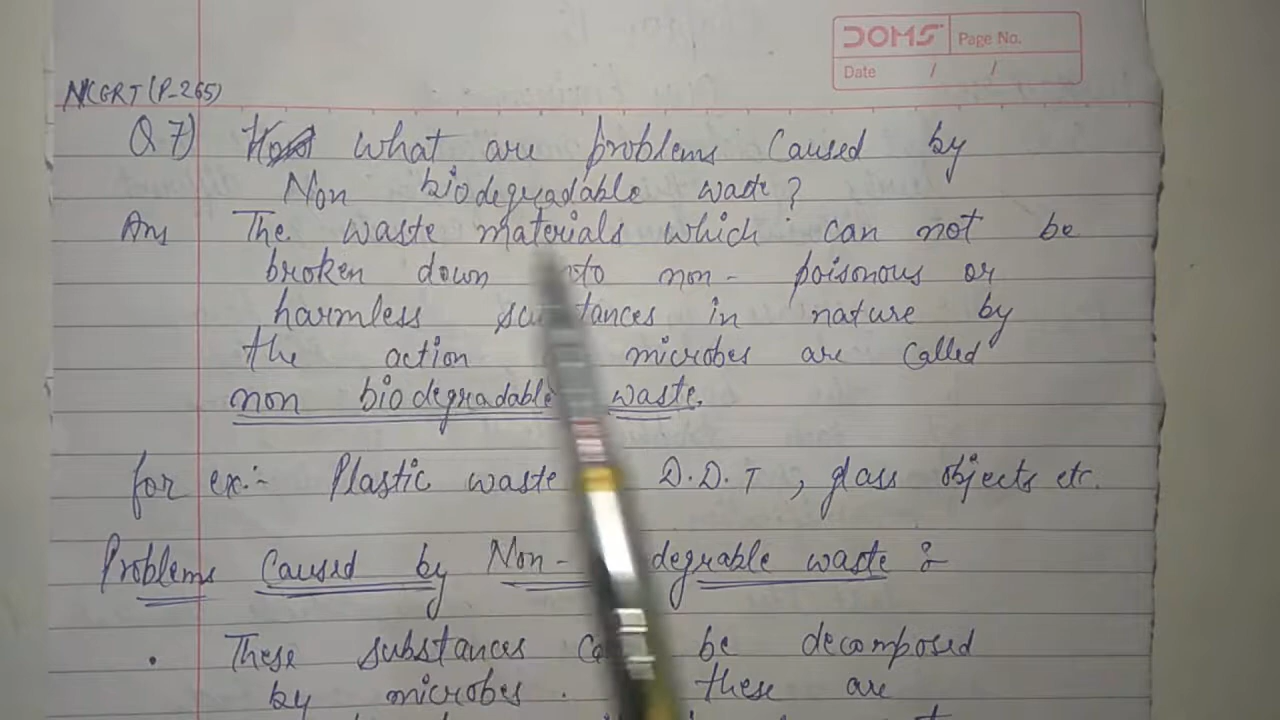 DOMS Page No.
Date / /
NCERT (P-265)
Q 7) What are problems caused by
Non biodegradable waste?
Ans The waste materials which can not be
broken down into non - poisonous or
harmless substances in nature by
the action microbes are called
non biodegradable waste.
for ex:- Plastic waste D.D.T, glass objects etc.
Problems Caused by Non- degrable waste :
• These substances be decomposed
by microbes. these are